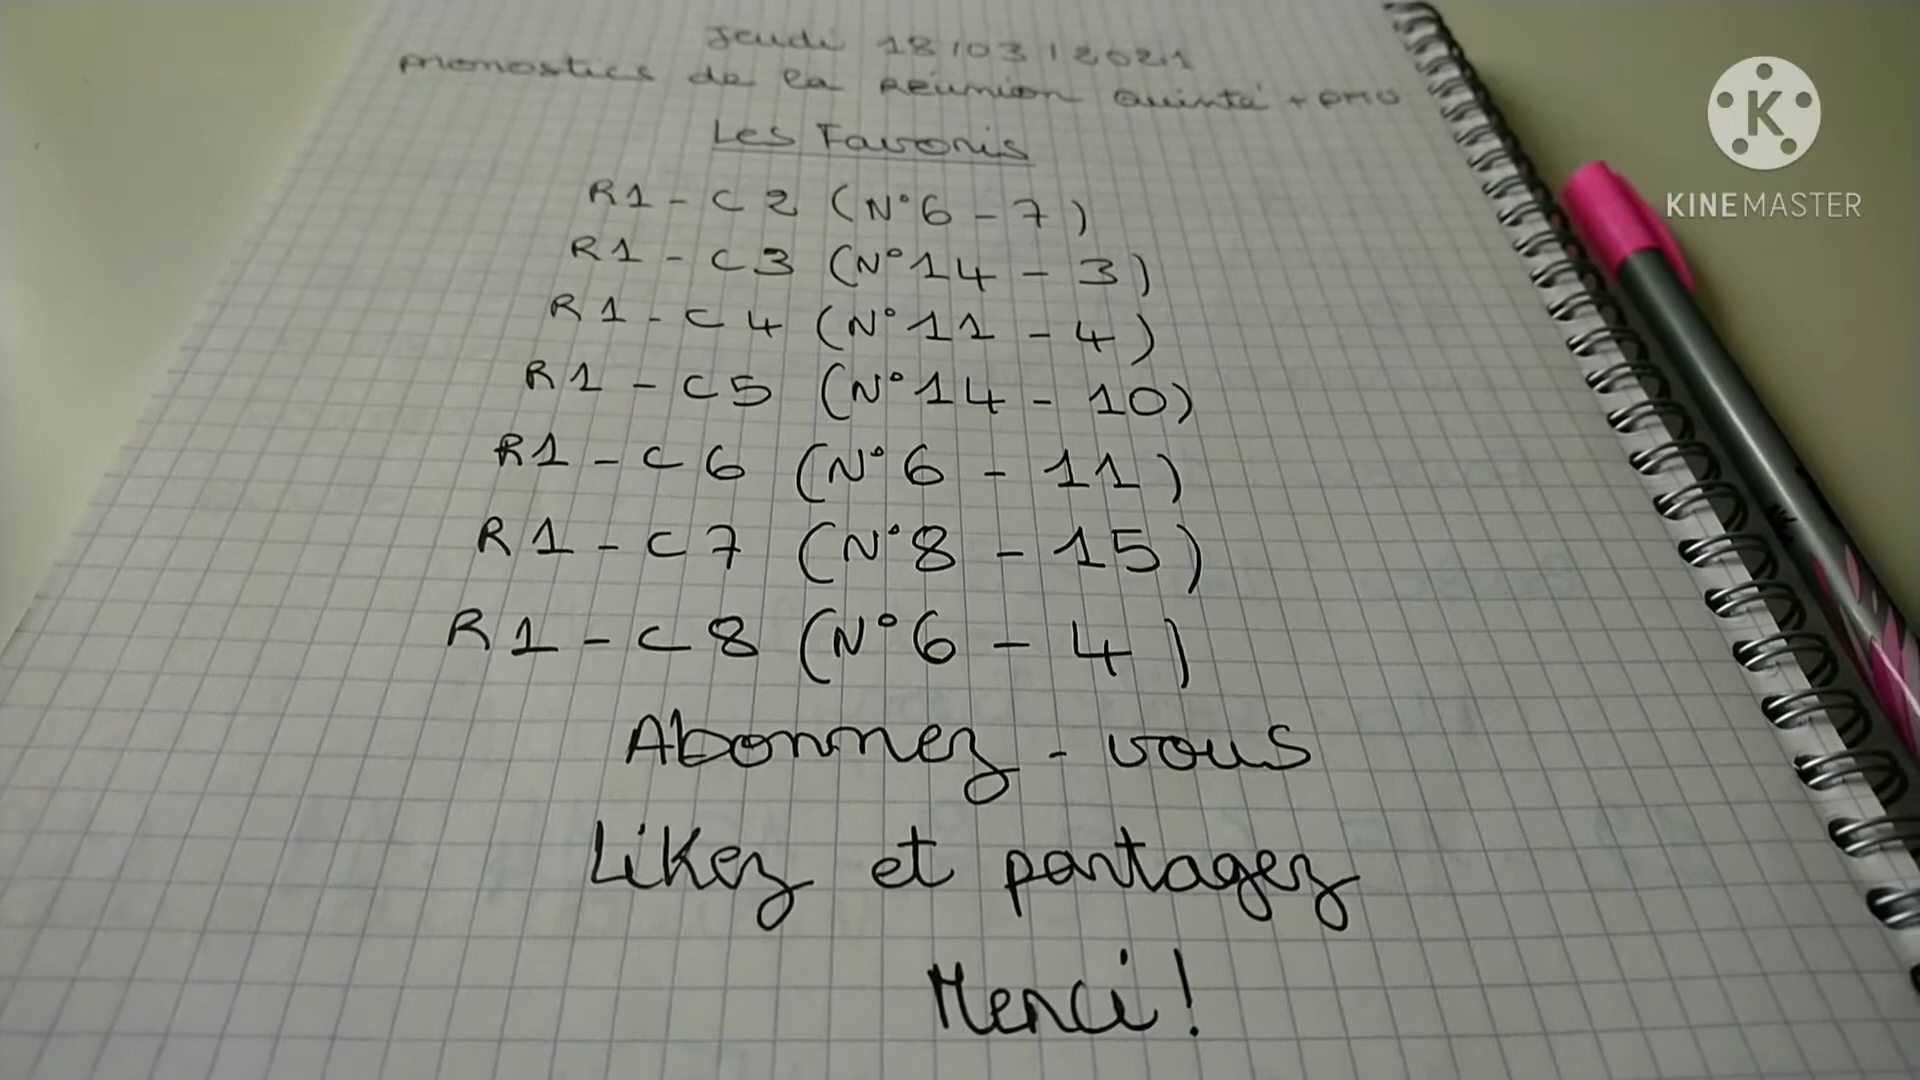 Jeudi 18/03/2021
pronostics de la Réunion Quinté + PMU
Les Favoris
R1 - C2 (N°6 - 7)
R1 - C3 (N°14 - 3)
R1 - C4 (N°11 - 4)
R1 - C5 (N°14 - 10)
R1 - C6 (N°6 - 11)
R1 - C7 (N°8 - 15)
R1 - C8 (N°6 - 4)
Abonnez-vous
Likez et partagez
Merci!
K
KINEMASTER